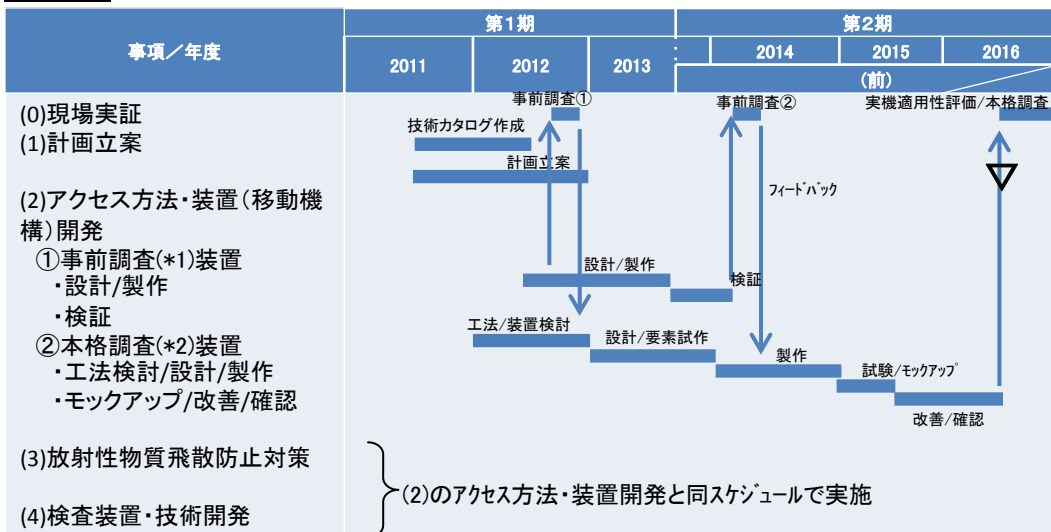 事項/年度
第1期
第2期
2011
2012
2013
2014
2015
2016
(前)
(0)現場実証
(1)計画立案
(2)アクセス方法・装置(移動機
構)開発
①事前調査(*1)装置
・設計/製作
・検証
②本格調査(*2)装置
・工法検討/設計/製作
・モックアップ/改善/確認
(3)放射性物質飛散防止対策
(4)検査装置・技術開発
事前調査①
事前調査②
実機適用性評価/本格調査
技術カタログ作成
計画立案
フィードバック
設計/製作
検証
工法/装置検討
設計/要素試作
製作
試験/モックアップ
改善/確認
(2)のアクセス方法・装置開発と同スケジュールで実施